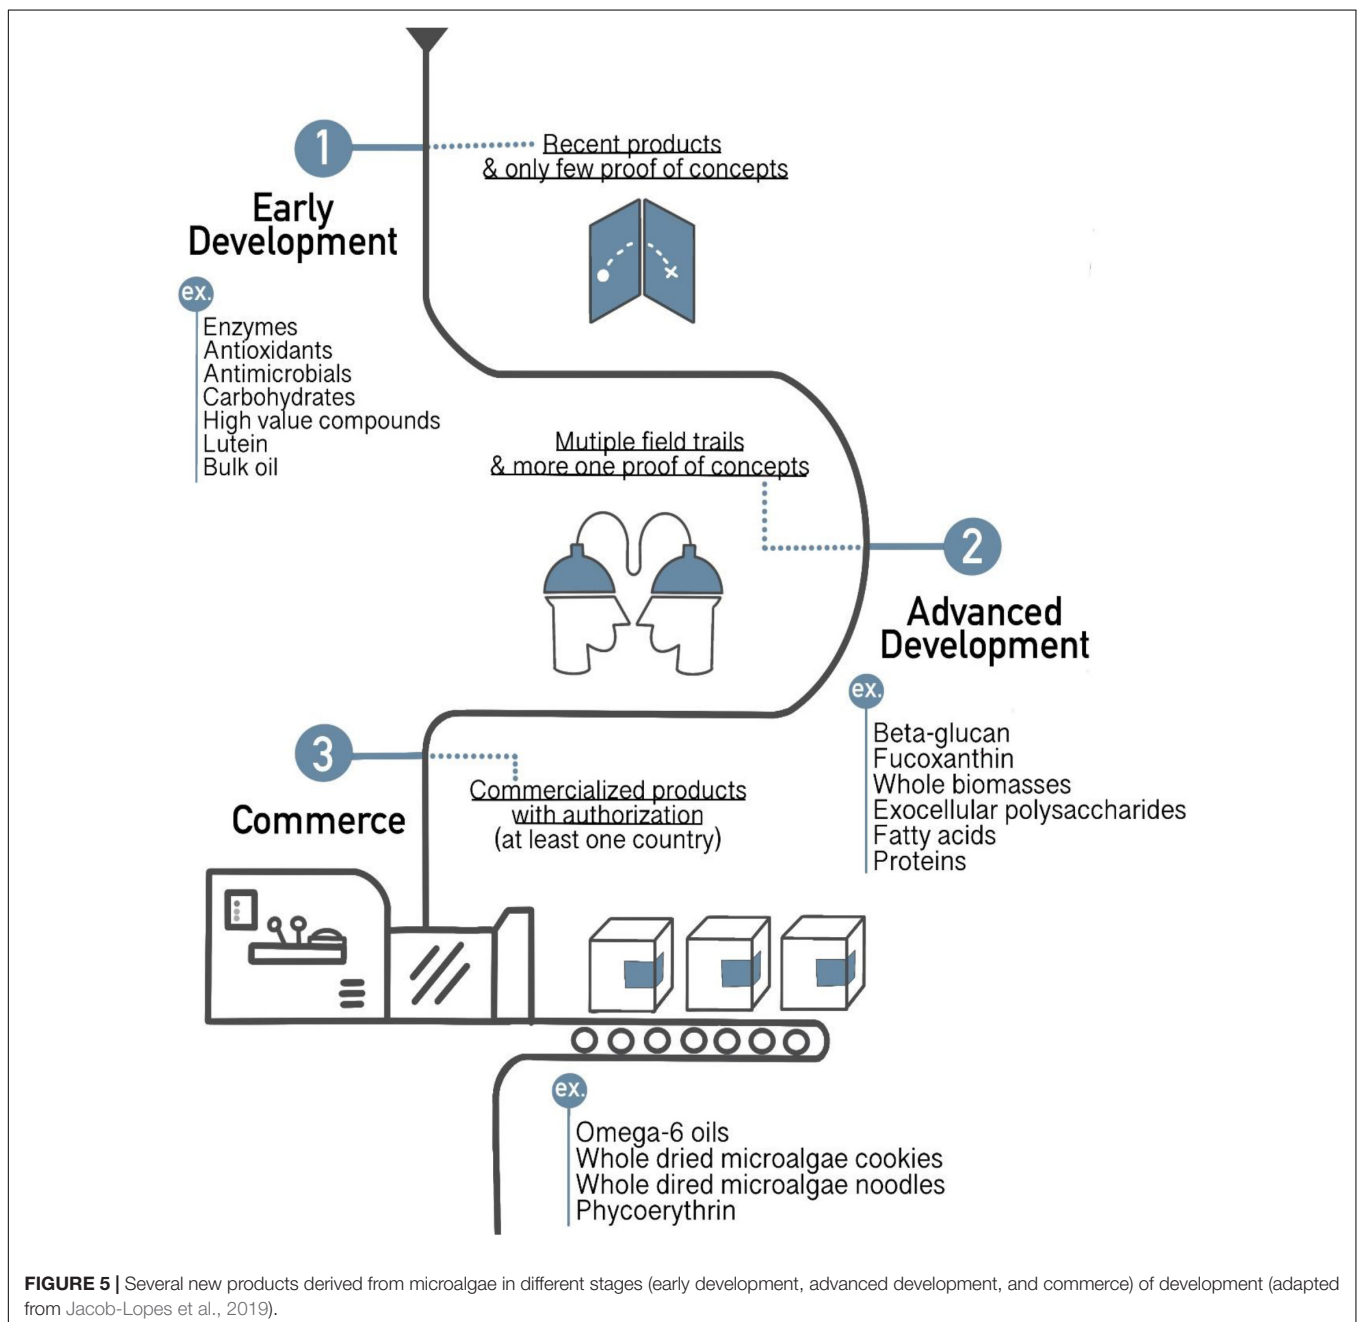 1
Recent products
& only few proof of concepts
Early
Development
ex.
Enzymes
Antioxidants
Antimicrobials
Carbohydrates
High value compounds
Lutein
Bulk oil
Mutiple field trails
& more one proof of concepts
2
Advanced
Development
ex.
Beta-glucan
Fucoxanthin
Whole biomasses
Exocellular polysaccharides
Fatty acids
Proteins
3
Commerce
Commercialized products
with authorization
(at least one country)
ex.
Omega-6 oils
Whole dried microalgae cookies
Whole dired microalgae noodles
Phycoerythrin
FIGURE 5 | Several new products derived from microalgae in different stages (early development, advanced development, and commerce) of development (adapted
from Jacob-Lopes et al., 2019).